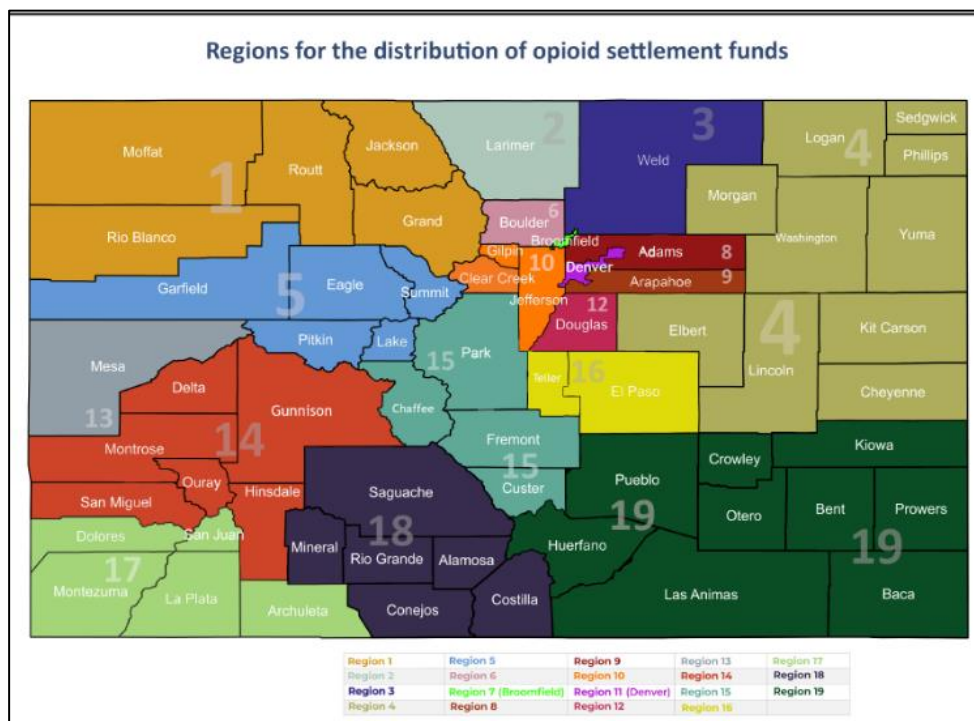 Regions for the distribution of opioid settlement funds
Moffat
Routt
Jackson
Larimer
2
Weld
3
Logan
4
Sedgwick
Phillips
1
Grand
Boulder
6
Morgan
Washington
Yuma
Rio Blanco
Gilpin
Broomfield
10
Denver
Adams
8
Clear Creek
Arapahoe
9
Garfield
5
Eagle
Summit
Jefferson
12
Douglas
Elbert
4
Kit Carson
Mesa
Pitkin
Lake
15
Park
Lincoln
13
Delta
Gunnison
Chaffee
Teller
16
El Paso
Cheyenne
Montrose
14
Fremont
Kiowa
Crowley
Ouray
Hinsdale
Saguache
15
Custer
Pueblo
San Miguel
19
Otero
Bent
Prowers
Dolores
San Juan
18
Mineral
Rio Grande
Alamosa
Huerfano
19
17
Montezuma
La Plata
Archuleta
Conejos
Costilla
Las Animas
Baca
Region 1 Region 5 Region 9 Region 13 Region 17
Region 2 Region 6 Region 10 Region 14 Region 18
Region 3 Region 7 (Broomfield) Region 11 (Denver) Region 15 Region 19
Region 4 Region 8 Region 12 Region 16